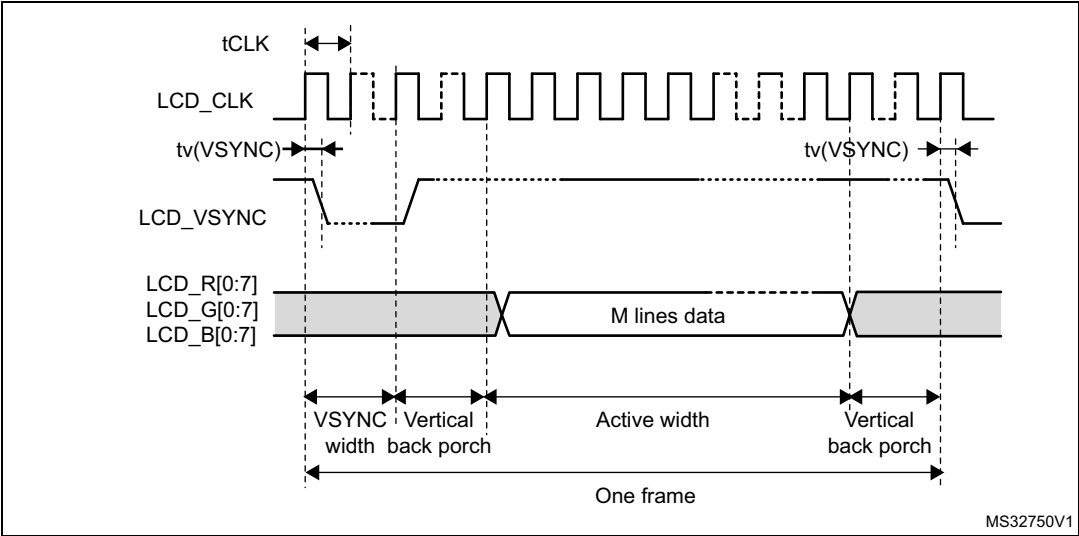 tCLK
LCD_CLK
tv(VSYNC)
tv(VSYNC)
LCD_VSYNC
LCD_R[0:7]
LCD_G[0:7]
LCD_B[0:7]
M lines data
VSYNC width
Vertical back porch
Active width
Vertical back porch
One frame
MS32750V1